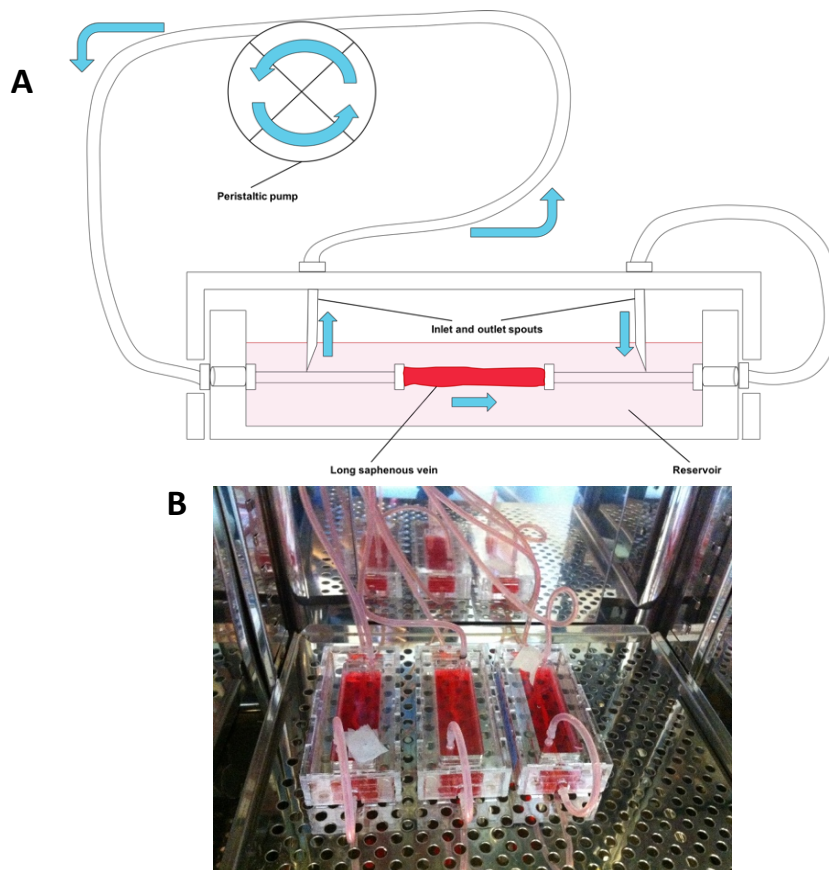 A
Peristaltic pump
Inlet and outlet spouts
Long saphenous vein
Reservoir
B